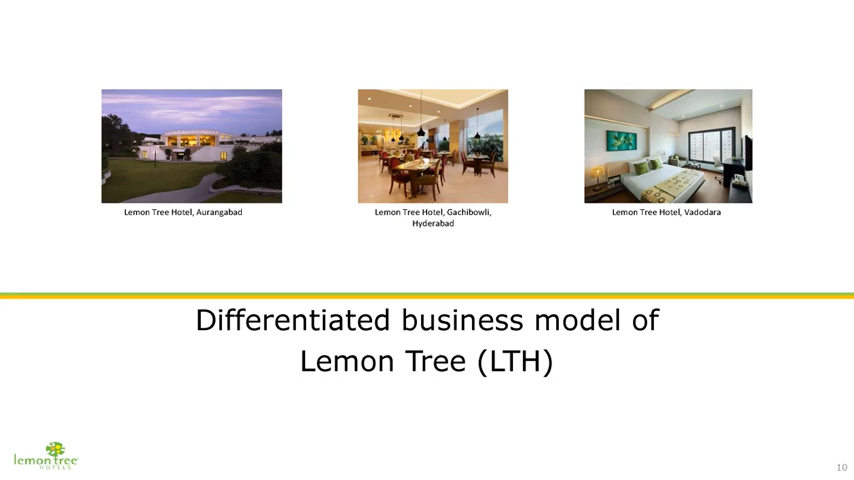 Lemon Tree Hotel, Aurangabad
Lemon Tree Hotel, Gachibowli,
Hyderabad
Lemon Tree Hotel, Vadodara
Differentiated business model of
Lemon Tree (LTH)
lemon tree
HOTELS
10